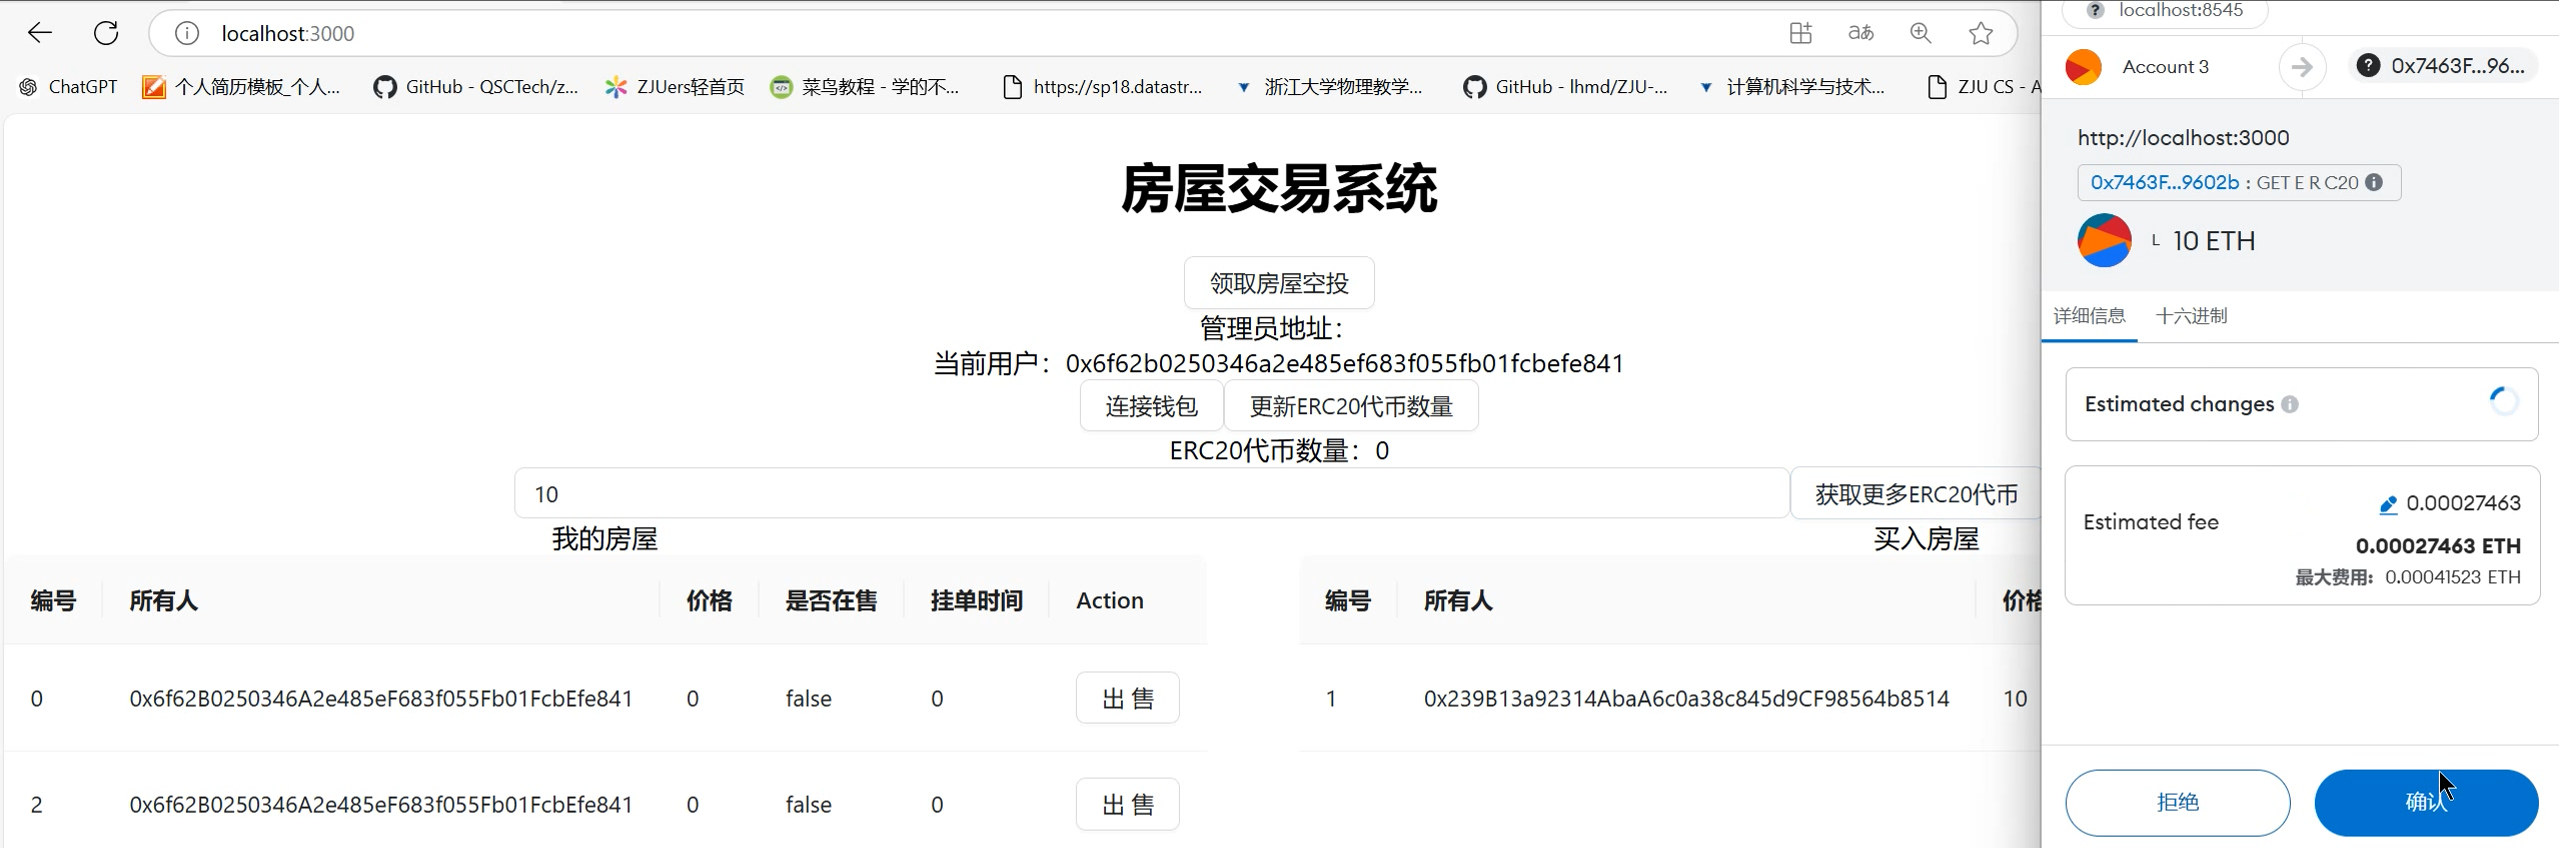 localhost:3000
ChatGPT
个人简历模板_个人...
GitHub - QSCTech/z...
ZJUers轻首页
菜鸟教程 - 学的不...
https://sp18.datastr...
浙江大学物理教学...
GitHub - lhmd/ZJU-...
计算机科学与技术...
ZJU CS - A
房屋交易系统
领取房屋空投
管理员地址：
当前用户：0x6f62b0250346a2e485ef683f055fb01fcbefe841
连接钱包 更新ERC20代币数量
ERC20代币数量：0
10 获取更多ERC20代币
我的房屋
编号 所有人 价格 是否在售 挂单时间 Action
0 0x6f62B0250346A2e485eF683f055Fb01FcbEfe841 0 false 0 出 售
2 0x6f62B0250346A2e485eF683f055Fb01FcbEfe841 0 false 0 出 售
买入房屋
编号 所有人 价格
1 0x239B13a92314AbaA6c0a38c845d9CF98564b8514 10
localhost:8545
Account 3 0x7463F...96...
http://localhost:3000
0x7463F...9602b : GET E R C20
10 ETH
详细信息 十六进制
Estimated changes
Estimated fee 0.00027463
0.00027463 ETH
最大费用: 0.00041523 ETH
拒绝 确认